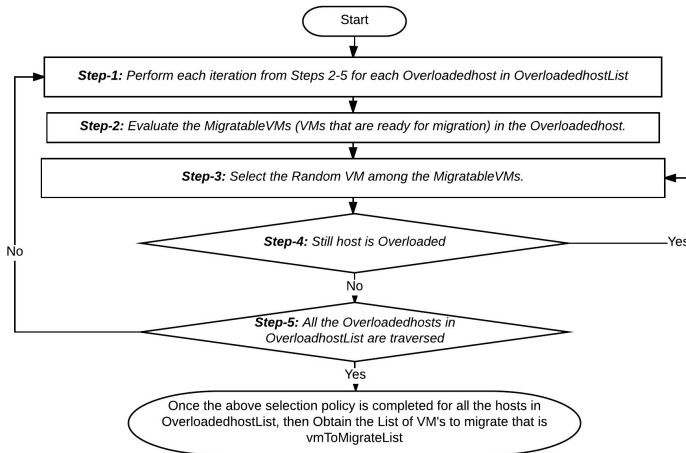 Start
Step-1: Perform each iteration from Steps 2-5 for each Overloadedhost in OverloadedhostList
Step-2: Evaluate the MigratableVMs (VMs that are ready for migration) in the Overloadedhost.
Step-3: Select the Random VM among the MigratableVMs.
Step-4: Still host is Overloaded
Yes
No
No
Step-5: All the Overloadedhosts in
OverloadhostList are traversed
Yes
Once the above selection policy is completed for all the hosts in
OverloadedhostList, then Obtain the List of VM's to migrate that is
vmToMigrateList